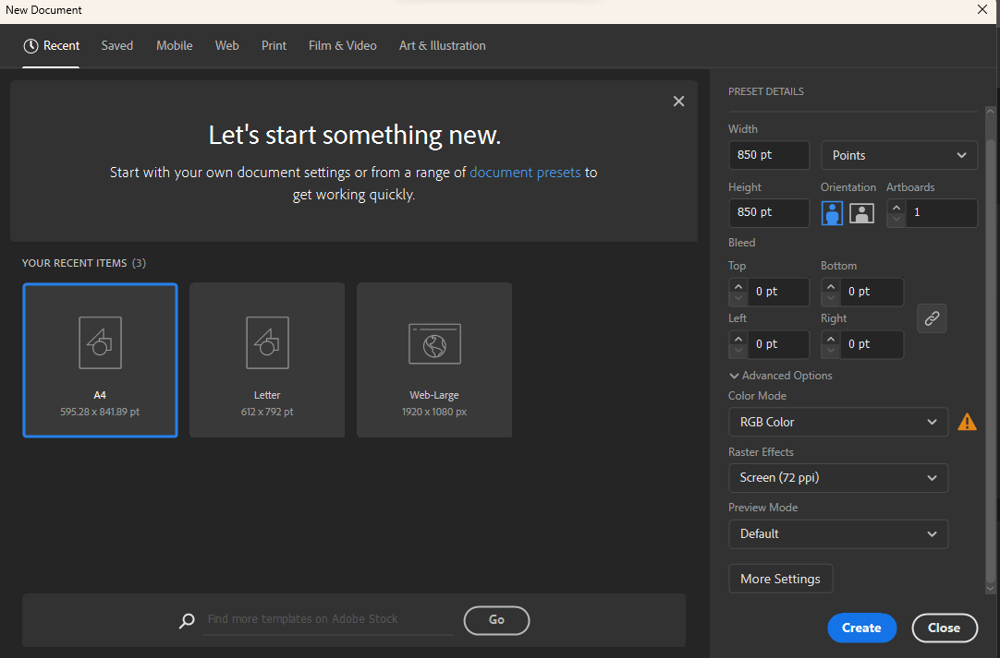 New Document
Recent Saved Mobile Web Print Film & Video Art & Illustration
Let's start something new.
Start with your own document settings or from a range of document presets to
get working quickly.
YOUR RECENT ITEMS (3)
A4
595.28 x 841.89 pt
Letter
612 x 792 pt
Web-Large
1920 x 1080 px
Find more templates on Adobe Stock
Go
PRESET DETAILS
Width
850 pt Points
Height Orientation Artboards
850 pt 1
Bleed
Top Bottom
0 pt 0 pt
Left Right
0 pt 0 pt
Advanced Options
Color Mode
RGB Color
Raster Effects
Screen (72 ppi)
Preview Mode
Default
More Settings
Create Close